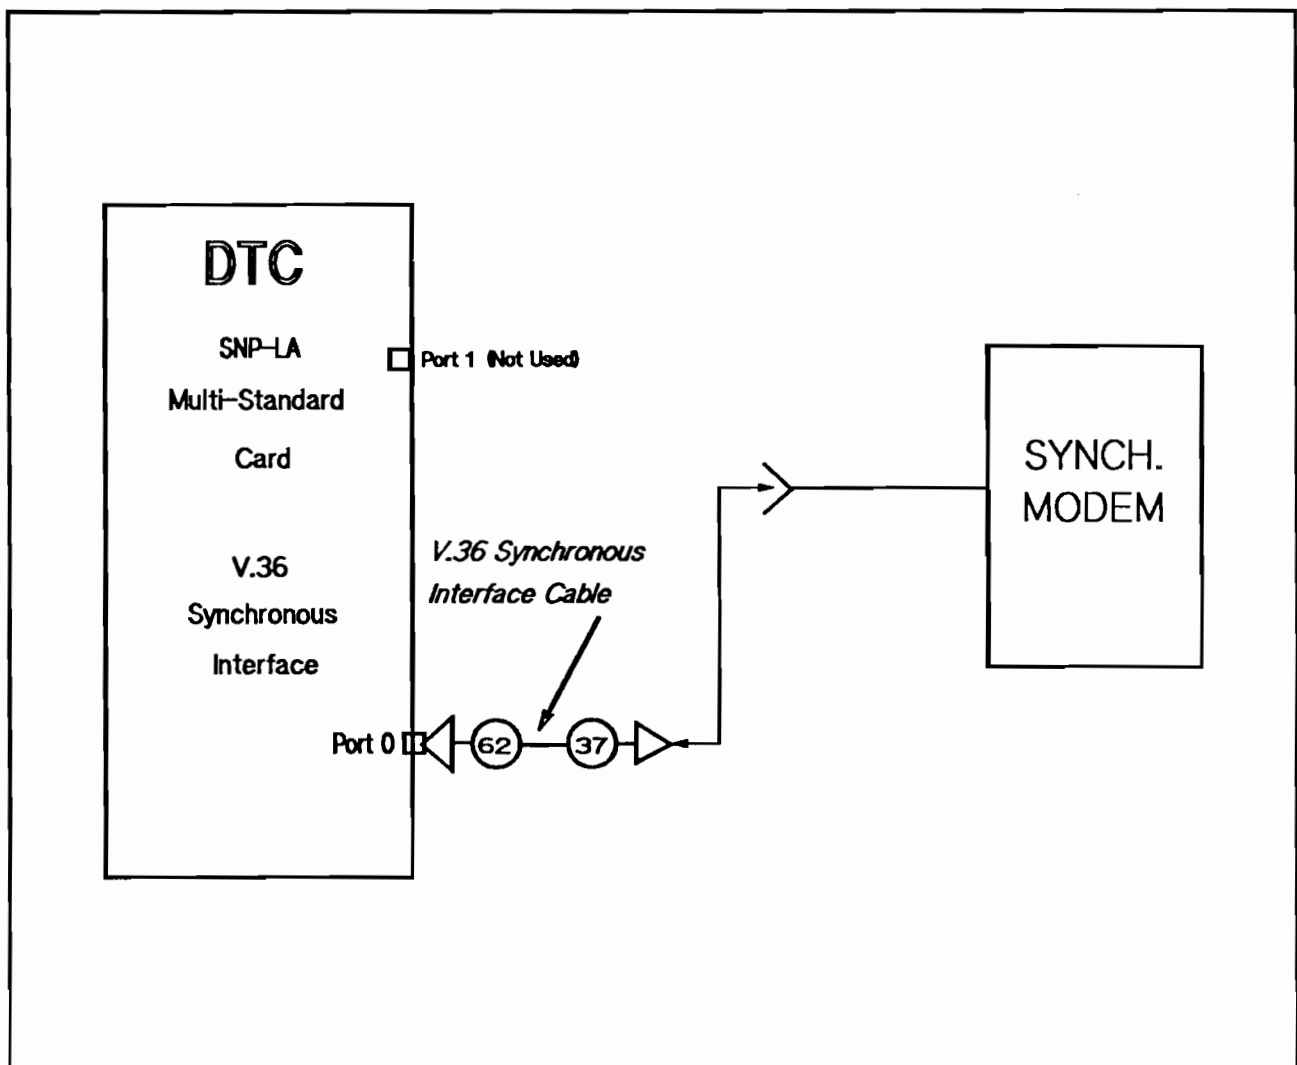 DTC
SNP-LA
Multi-Standard
Card
Port 1 (Not Used)
V.36
Synchronous
Interface
V.36 Synchronous
Interface Cable
Port 0
62
37
SYNCH.
MODEM